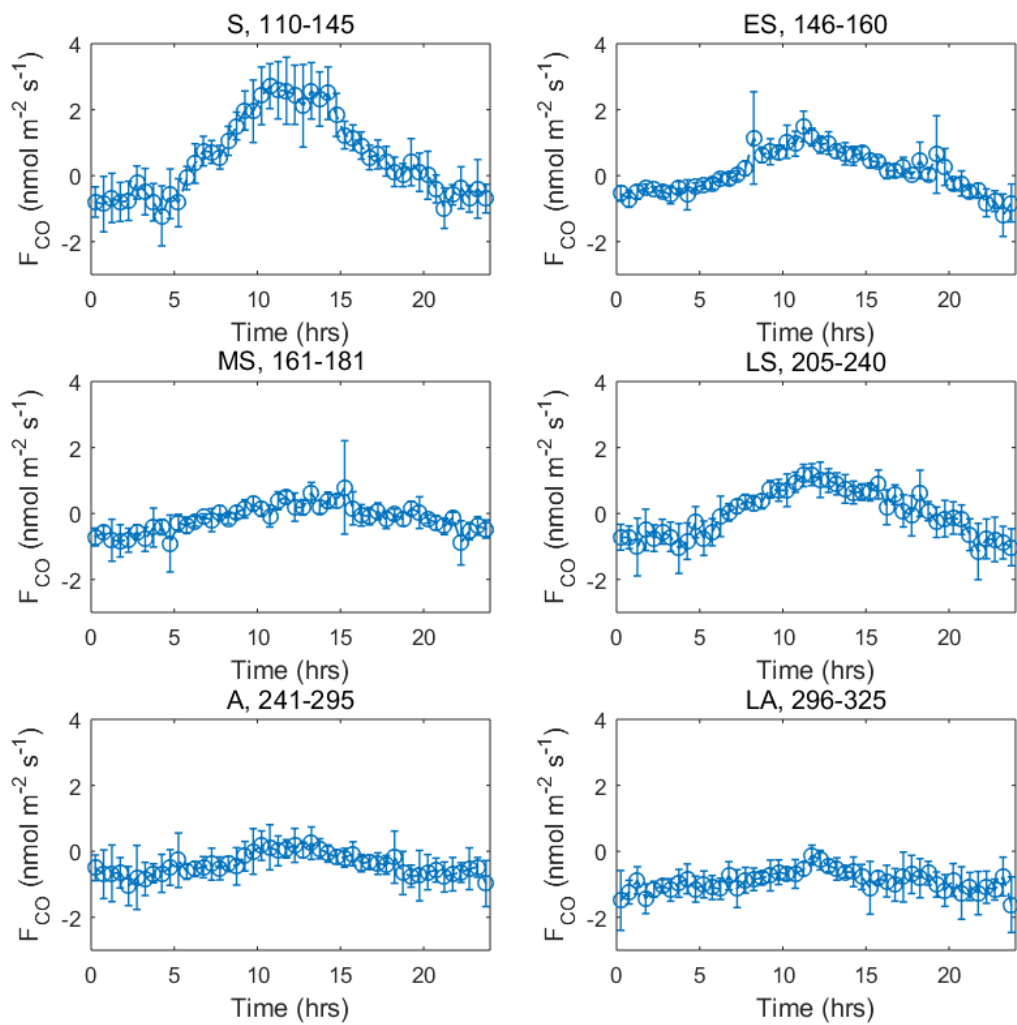 S, 110-145
F_CO (nmol m^-2 s^-1)
4
2
0
-2
0 5 10 15 20
Time (hrs)
ES, 146-160
F_CO (nmol m^-2 s^-1)
4
2
0
-2
0 5 10 15 20
Time (hrs)
MS, 161-181
F_CO (nmol m^-2 s^-1)
4
2
0
-2
0 5 10 15 20
Time (hrs)
LS, 205-240
F_CO (nmol m^-2 s^-1)
4
2
0
-2
0 5 10 15 20
Time (hrs)
A, 241-295
F_CO (nmol m^-2 s^-1)
4
2
0
-2
0 5 10 15 20
Time (hrs)
LA, 296-325
F_CO (nmol m^-2 s^-1)
4
2
0
-2
0 5 10 15 20
Time (hrs)